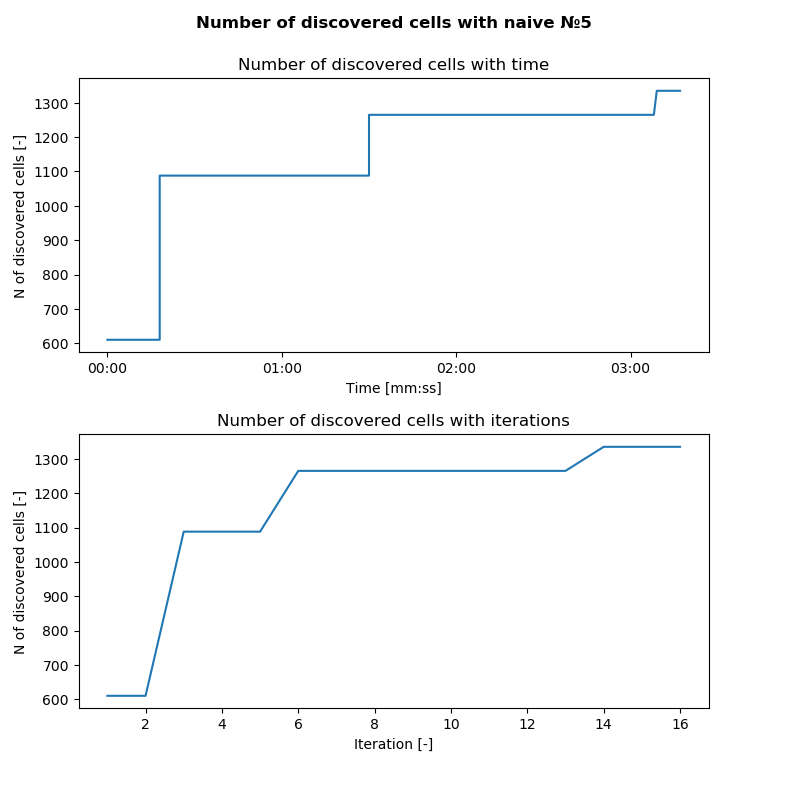 Number of discovered cells with naive №5
Number of discovered cells with time
1300
1200
1100
1000
900
800
700
600
N of discovered cells [-]
00:00 01:00 02:00 03:00
Time [mm:ss]
Number of discovered cells with iterations
1300
1200
1100
1000
900
800
700
600
N of discovered cells [-]
2 4 6 8 10 12 14 16
Iteration [-]